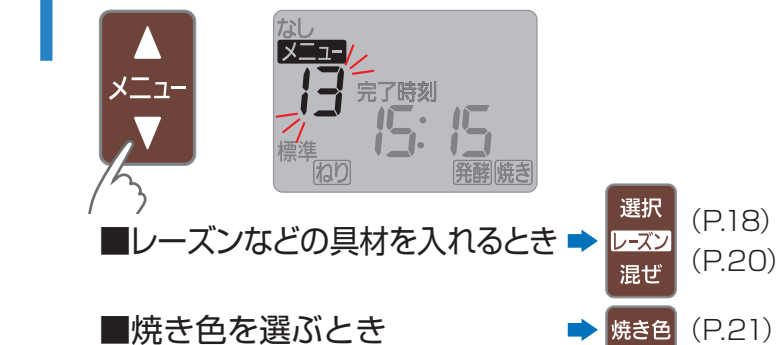 メニュー
なし
メニュー
13
完了時刻
15:15
標準
ねり
発酵 焼き
■レーズンなどの具材を入れるとき
選択
レーズン
混ぜ
(P.18)
(P.20)
■焼き色を選ぶとき
焼き色
(P.21)